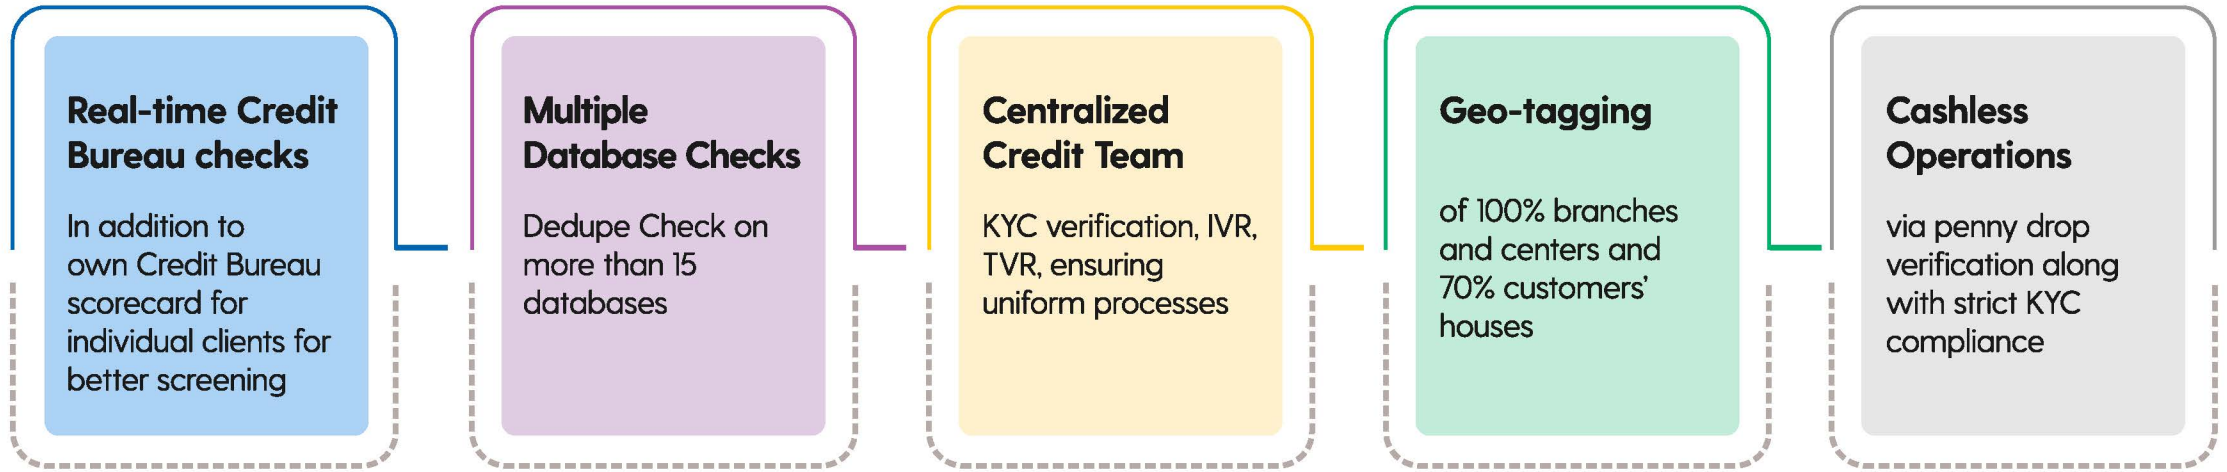 Real-time Credit
Bureau checks
In addition to
own Credit Bureau
scorecard for
individual clients for
better screening
Multiple
Database Checks
Dedupe Check on
more than 15
databases
Centralized
Credit Team
KYC verification, IVR,
TVR, ensuring
uniform processes
Geo-tagging
of 100% branches
and centers and
70% customers’
houses
Cashless
Operations
via penny drop
verification along
with strict KYC
compliance